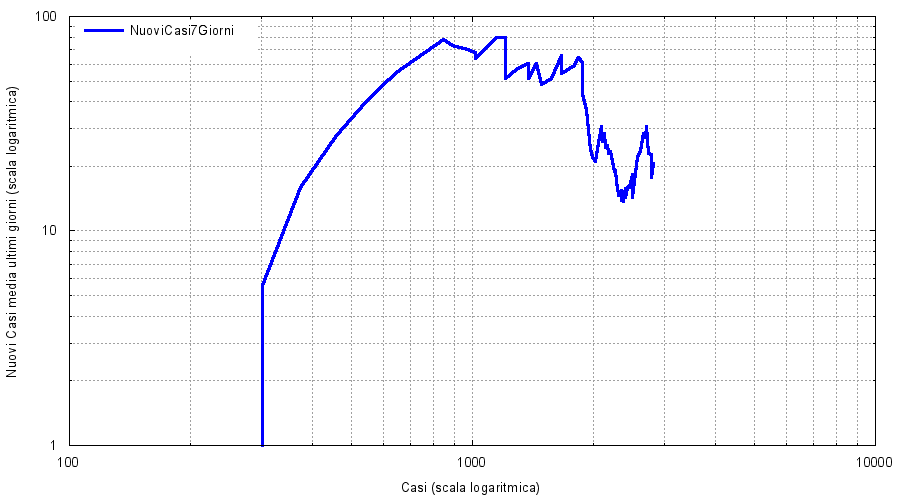 100
NuoviCasi7Giorni
10
1
Nuovi Casi media ultimi giorni (scala logaritmica)
100
1000
10000
Casi (scala logaritmica)